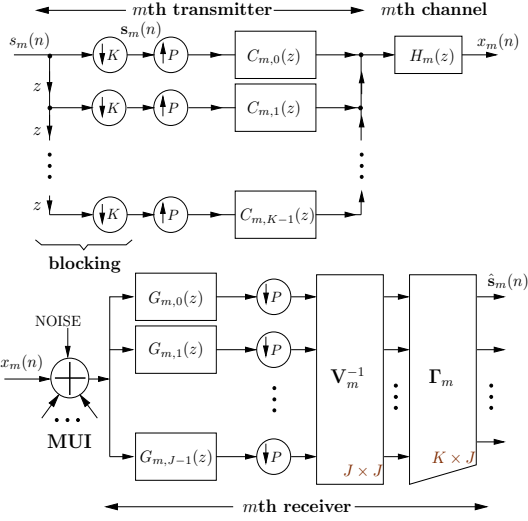 mth transmitter mth channel
s_m(n) s_m(n) x_m(n)
↓K ↑P C_{m,0}(z) H_m(z)
z
↓K ↑P C_{m,1}(z)
z
z ↓K ↑P C_{m,K−1}(z)
blocking
G_{m,0}(z) ↓P ŝ_m(n)
NOISE
G_{m,1}(z) ↓P
x_m(n)
V_m^{−1} Γ_m
MUI
G_{m,J−1}(z) ↓P
J × J K × J
mth receiver